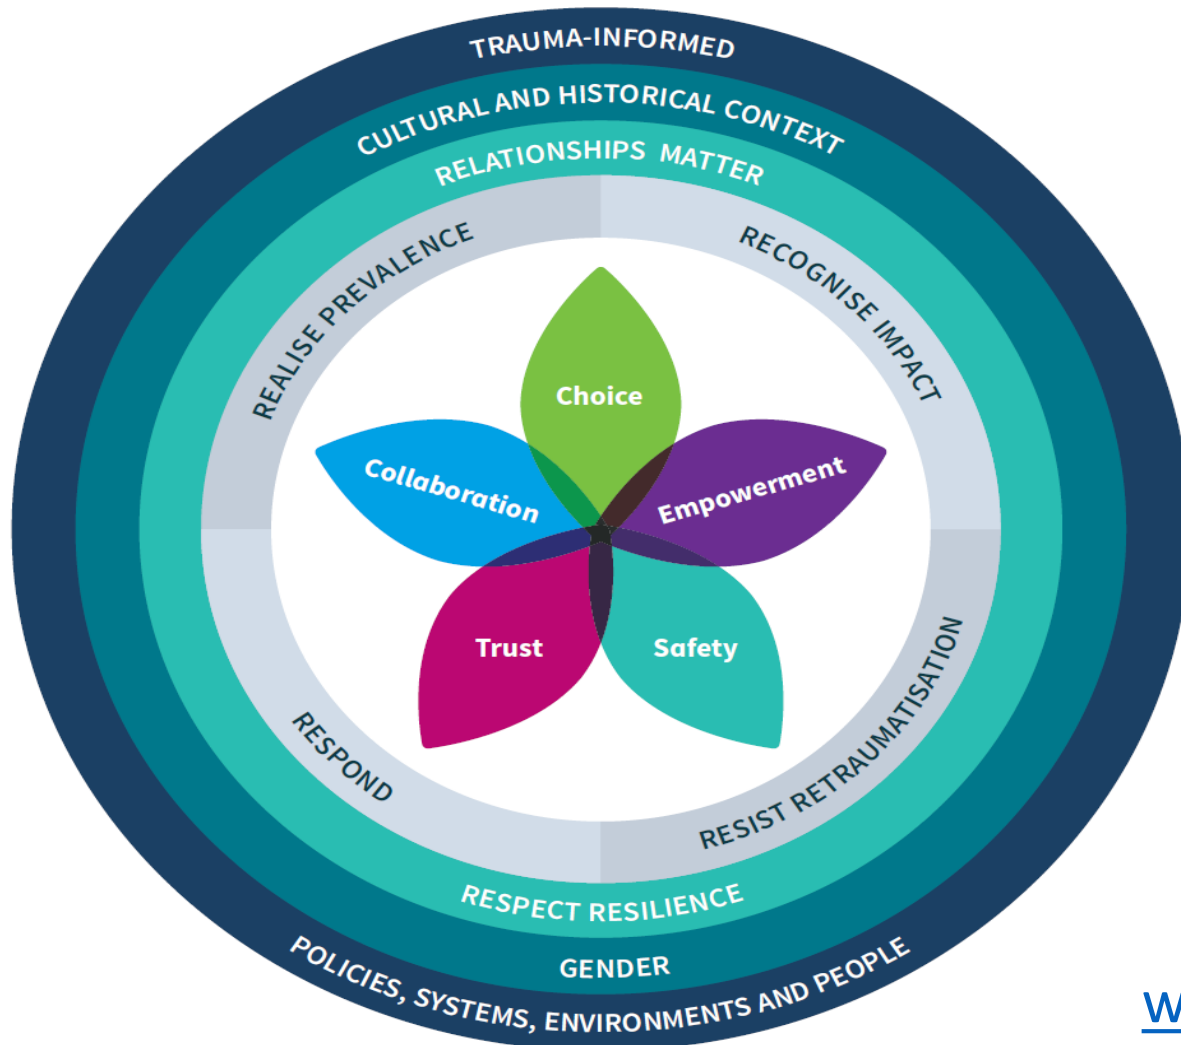 TRAUMA-INFORMED
CULTURAL AND HISTORICAL CONTEXT
RELATIONSHIPS MATTER
REALISE PREVALENCE
RECOGNISE IMPACT
Choice
Collaboration
Empowerment
Trust
Safety
RESPOND
RESIST RETRAUMATISATION
RESPECT RESILIENCE
GENDER
POLICIES, SYSTEMS, ENVIRONMENTS AND PEOPLE